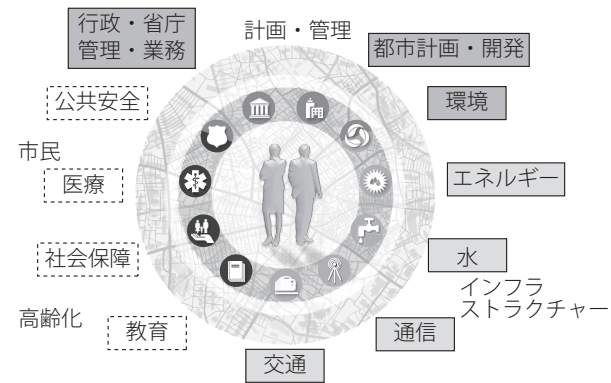 行政・省庁
管理・業務
計画・管理
都市計画・開発
公共安全
環境
市民
医療
エネルギー
社会保障
水
インフラ
ストラクチャー
高齢化
教育
通信
交通